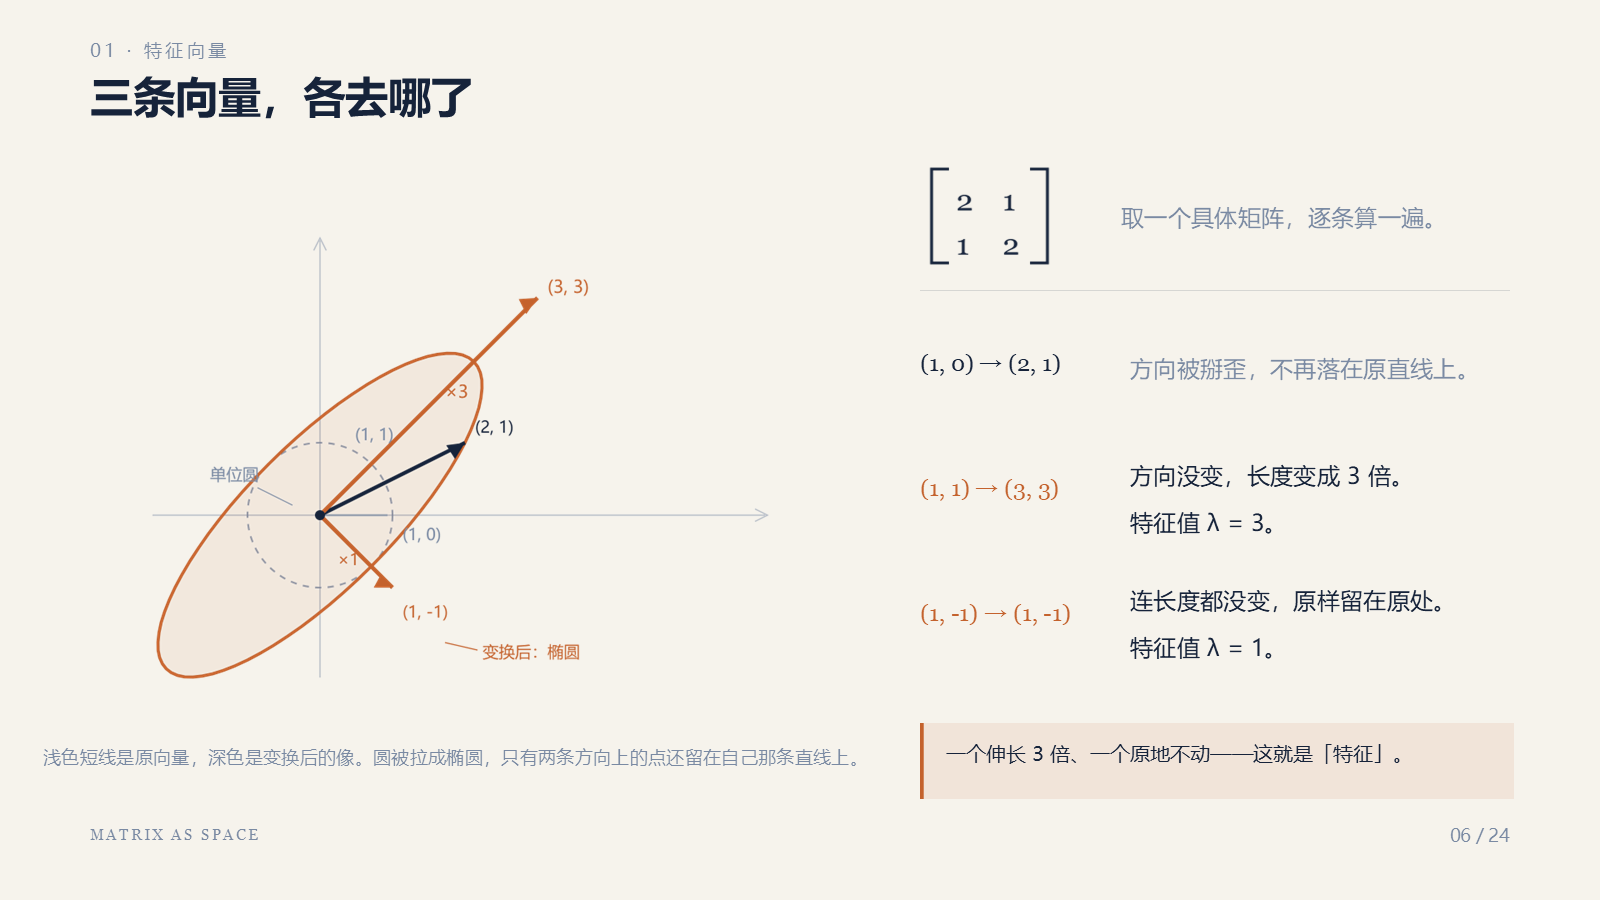 01 · 特征向量
三条向量，各去哪了
(3, 3)
×3
(2, 1)
(1, 1)
单位圆
(1, 0)
×1
(1, -1)
变换后：椭圆
浅色短线是原向量，深色是变换后的像。圆被拉成椭圆，只有两条方向上的点还留在自己那条直线上。
2 1
1 2
取一个具体矩阵，逐条算一遍。
(1, 0) → (2, 1)
方向被掰歪，不再落在原直线上。
(1, 1) → (3, 3)
方向没变，长度变成 3 倍。
特征值 λ = 3。
(1, -1) → (1, -1)
连长度都没变，原样留在原处。
特征值 λ = 1。
一个伸长 3 倍、一个原地不动——这就是「特征」。
MATRIX AS SPACE
06 / 24